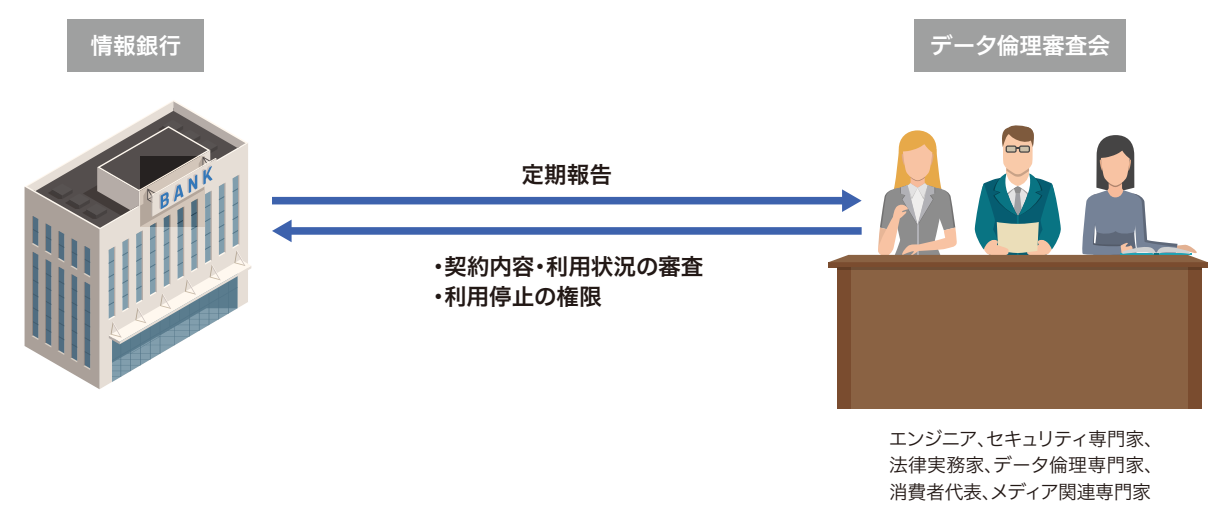 情報銀行
データ倫理審査会
BANK
定期報告
・契約内容・利用状況の審査
・利用停止の権限
エンジニア、セキュリティ専門家、
法律実務家、データ倫理専門家、
消費者代表、メディア関連専門家